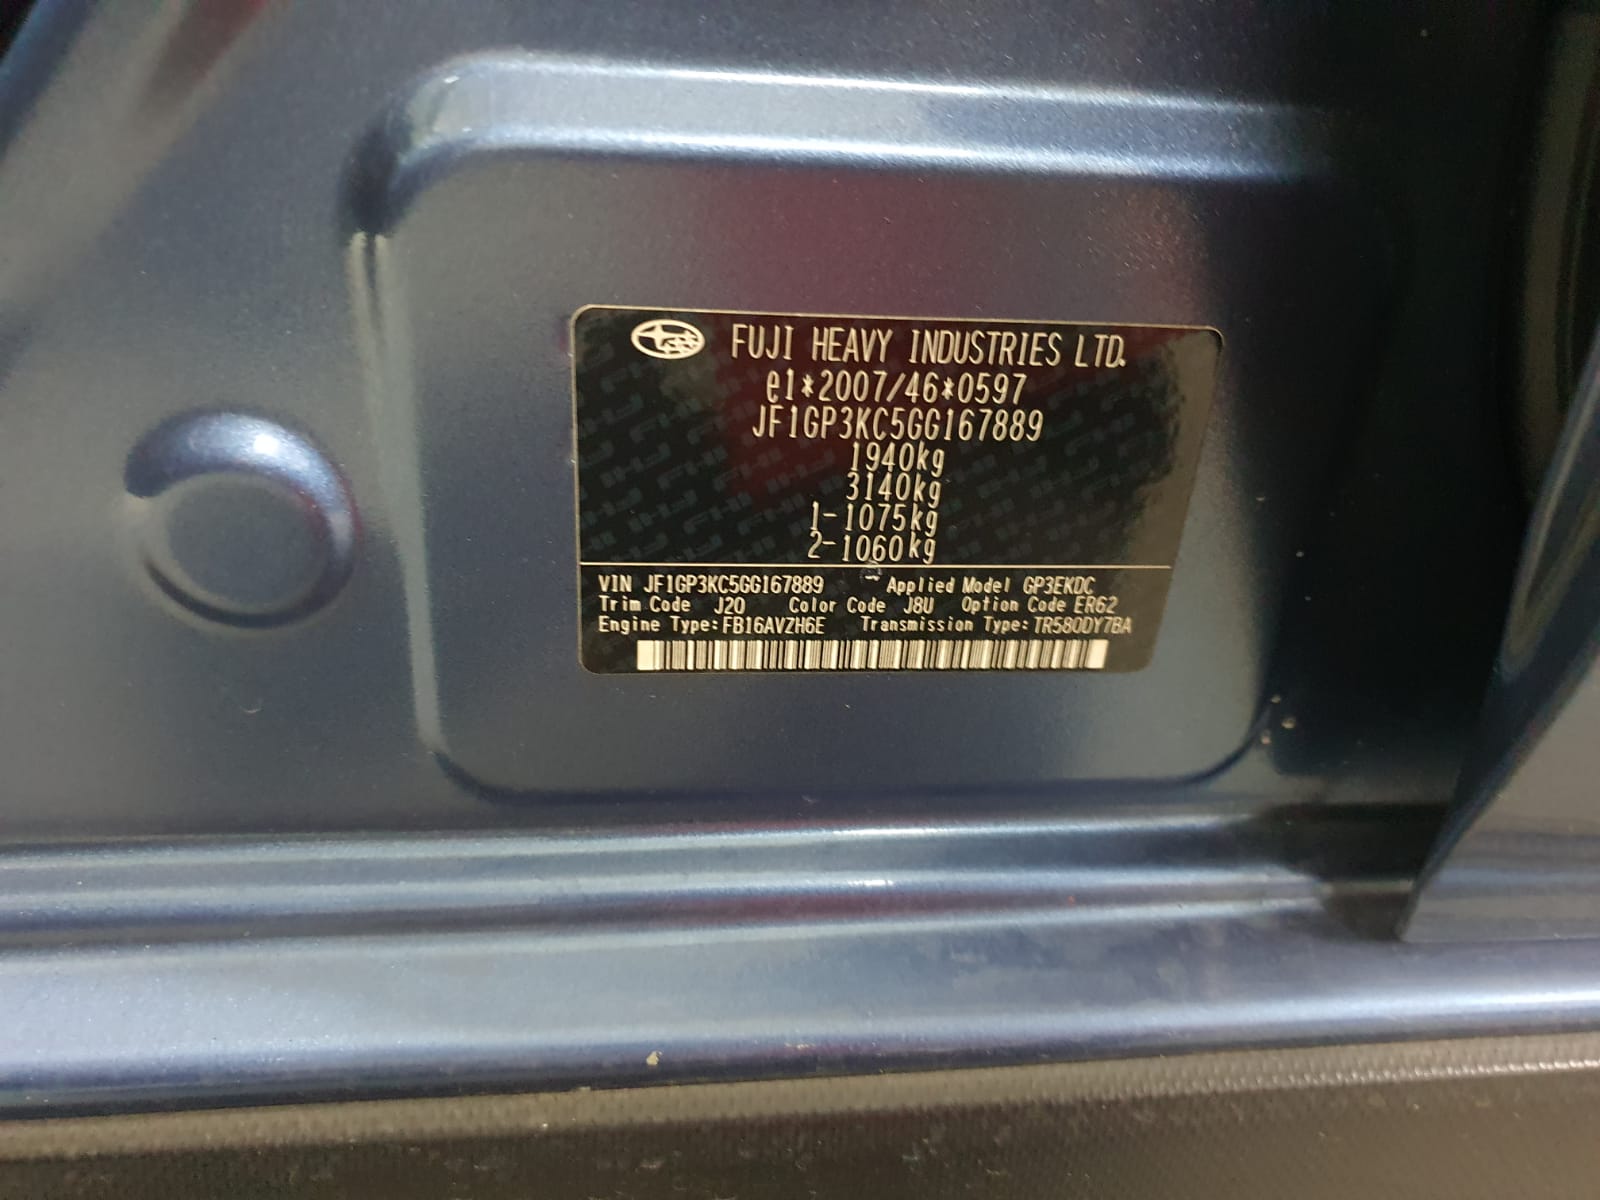 FUJI HEAVY INDUSTRIES LTD.
e1*2007/46*0597
JF1GP3KC5GG167889
1940kg
3140kg
1-1075kg
2-1060kg
VIN JF1GP3KC5GG167889 Applied Model GP3EKDC
Trim Code J20 Color Code J8U Option Code ER62
Engine Type:FB16AVZH6E Transmission Type:TR580DY7BA